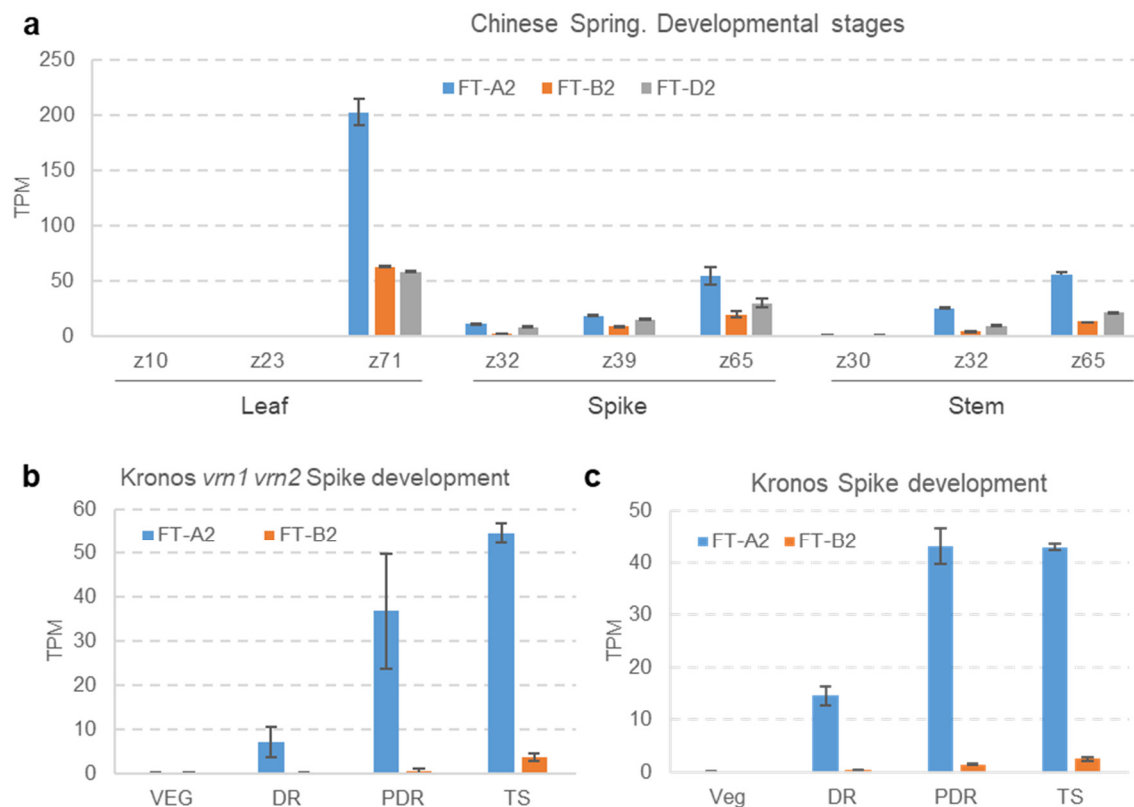 a
Chinese Spring. Developmental stages
250
200
150
100
50
0
TPM
FT-A2 FT-B2 FT-D2
z10 z23 z71 z32 z39 z65 z30 z32 z65
Leaf Spike Stem
b
Kronos vrn1 vrn2 Spike development
60
50
40
30
20
10
0
TPM
FT-A2 FT-B2
VEG DR PDR TS
c
Kronos Spike development
50
40
30
20
10
0
TPM
FT-A2 FT-B2
Veg DR PDR TS